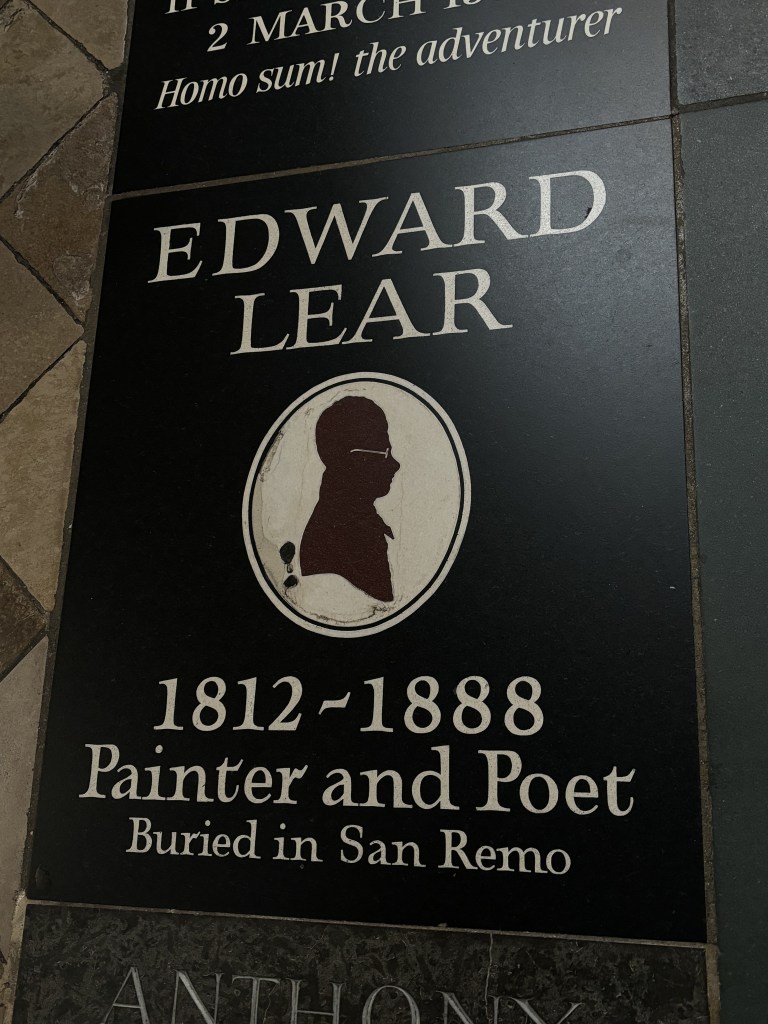 2 MARCH
Homo sum! the adventurer
EDWARD
LEAR
1812~1888
Painter and Poet
Buried in San Remo
ANTHONY